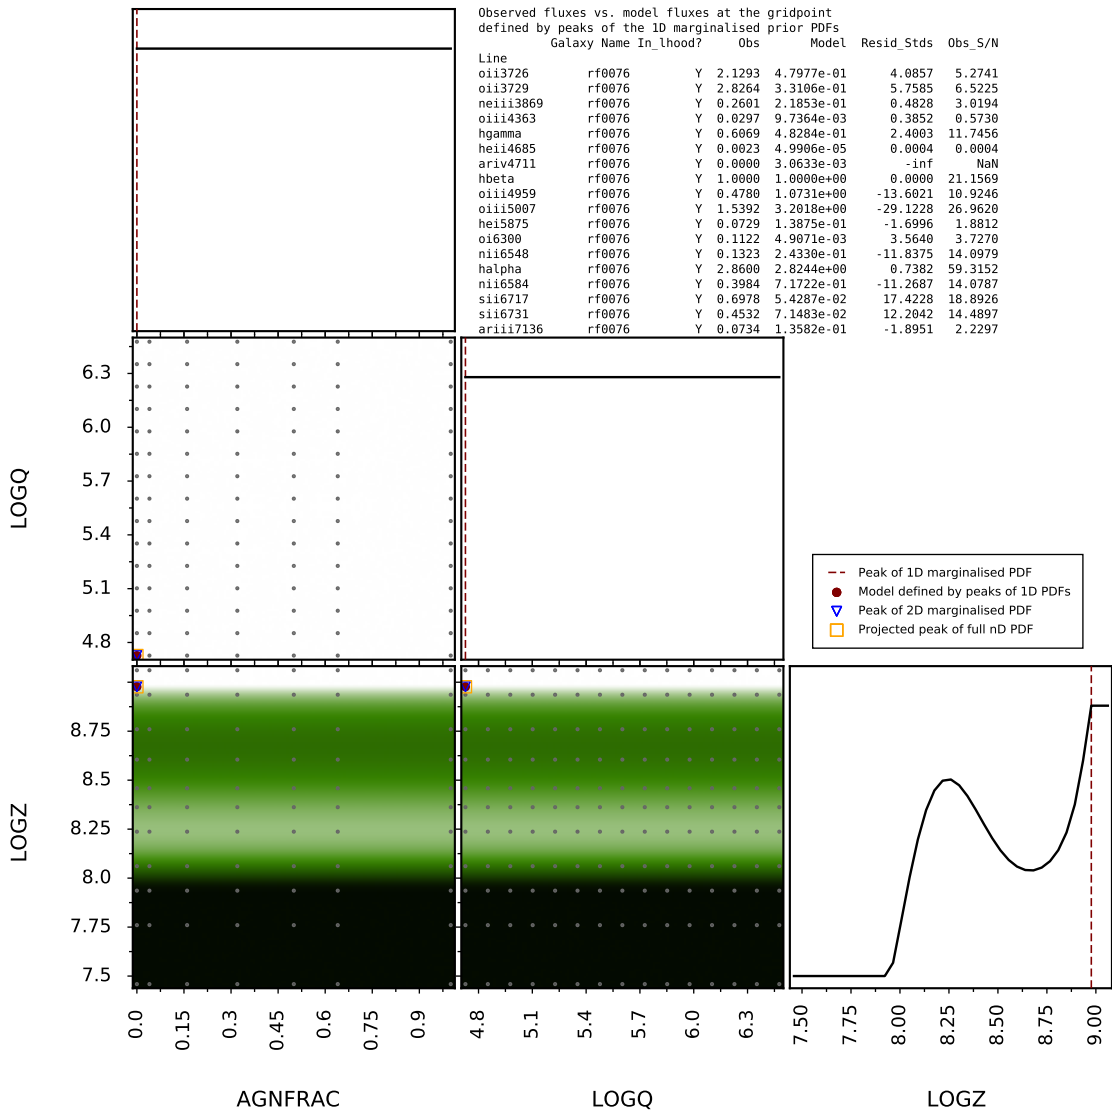 Observed fluxes vs. model fluxes at the gridpoint
defined by peaks of the 1D marginalised prior PDFs
Galaxy Name In_lhood? Obs Model Resid_Stds Obs_S/N
Line
oii3726 rf0076 Y 2.1293 4.7977e-01 4.0857 5.2741
oii3729 rf0076 Y 2.8264 3.3106e-01 5.7585 6.5225
neiii3869 rf0076 Y 0.2601 2.1853e-01 0.4828 3.0194
oiii4363 rf0076 Y 0.0297 9.7364e-03 0.3852 0.5730
hgamma rf0076 Y 0.6069 4.8284e-01 2.4003 11.7456
heii4685 rf0076 Y 0.0023 4.9906e-05 0.0004 0.0004
ariv4711 rf0076 Y 0.0000 3.0633e-03 -inf NaN
hbeta rf0076 Y 1.0000 1.0000e+00 0.0000 21.1569
oiii4959 rf0076 Y 0.4780 1.0731e+00 -13.6021 10.9246
oiii5007 rf0076 Y 1.5392 3.2018e+00 -29.1228 26.9620
hei5875 rf0076 Y 0.0729 1.3875e-01 -1.6996 1.8812
oi6300 rf0076 Y 0.1122 4.9071e-03 3.5640 3.7270
nii6548 rf0076 Y 0.1323 2.4330e-01 -11.8375 14.0979
halpha rf0076 Y 2.8600 2.8244e+00 0.7382 59.3152
nii6584 rf0076 Y 0.3984 7.1722e-01 -11.2687 14.0787
sii6717 rf0076 Y 0.6978 5.4287e-02 17.4228 18.8926
sii6731 rf0076 Y 0.4532 7.1483e-02 12.2042 14.4897
ariii7136 rf0076 Y 0.0734 1.3582e-01 -1.8951 2.2297
LOGQ
6.3
6.0
5.7
5.4
5.1
4.8
Peak of 1D marginalised PDF
Model defined by peaks of 1D PDFs
Peak of 2D marginalised PDF
Projected peak of full nD PDF
LOGZ
8.75
8.5
8.25
8.0
7.75
7.5
0.0 0.15 0.3 0.45 0.6 0.75 0.9
4.8 5.1 5.4 5.7 6.0 6.3
7.50 7.75 8.00 8.25 8.50 8.75 9.00
AGNFRAC LOGQ LOGZ